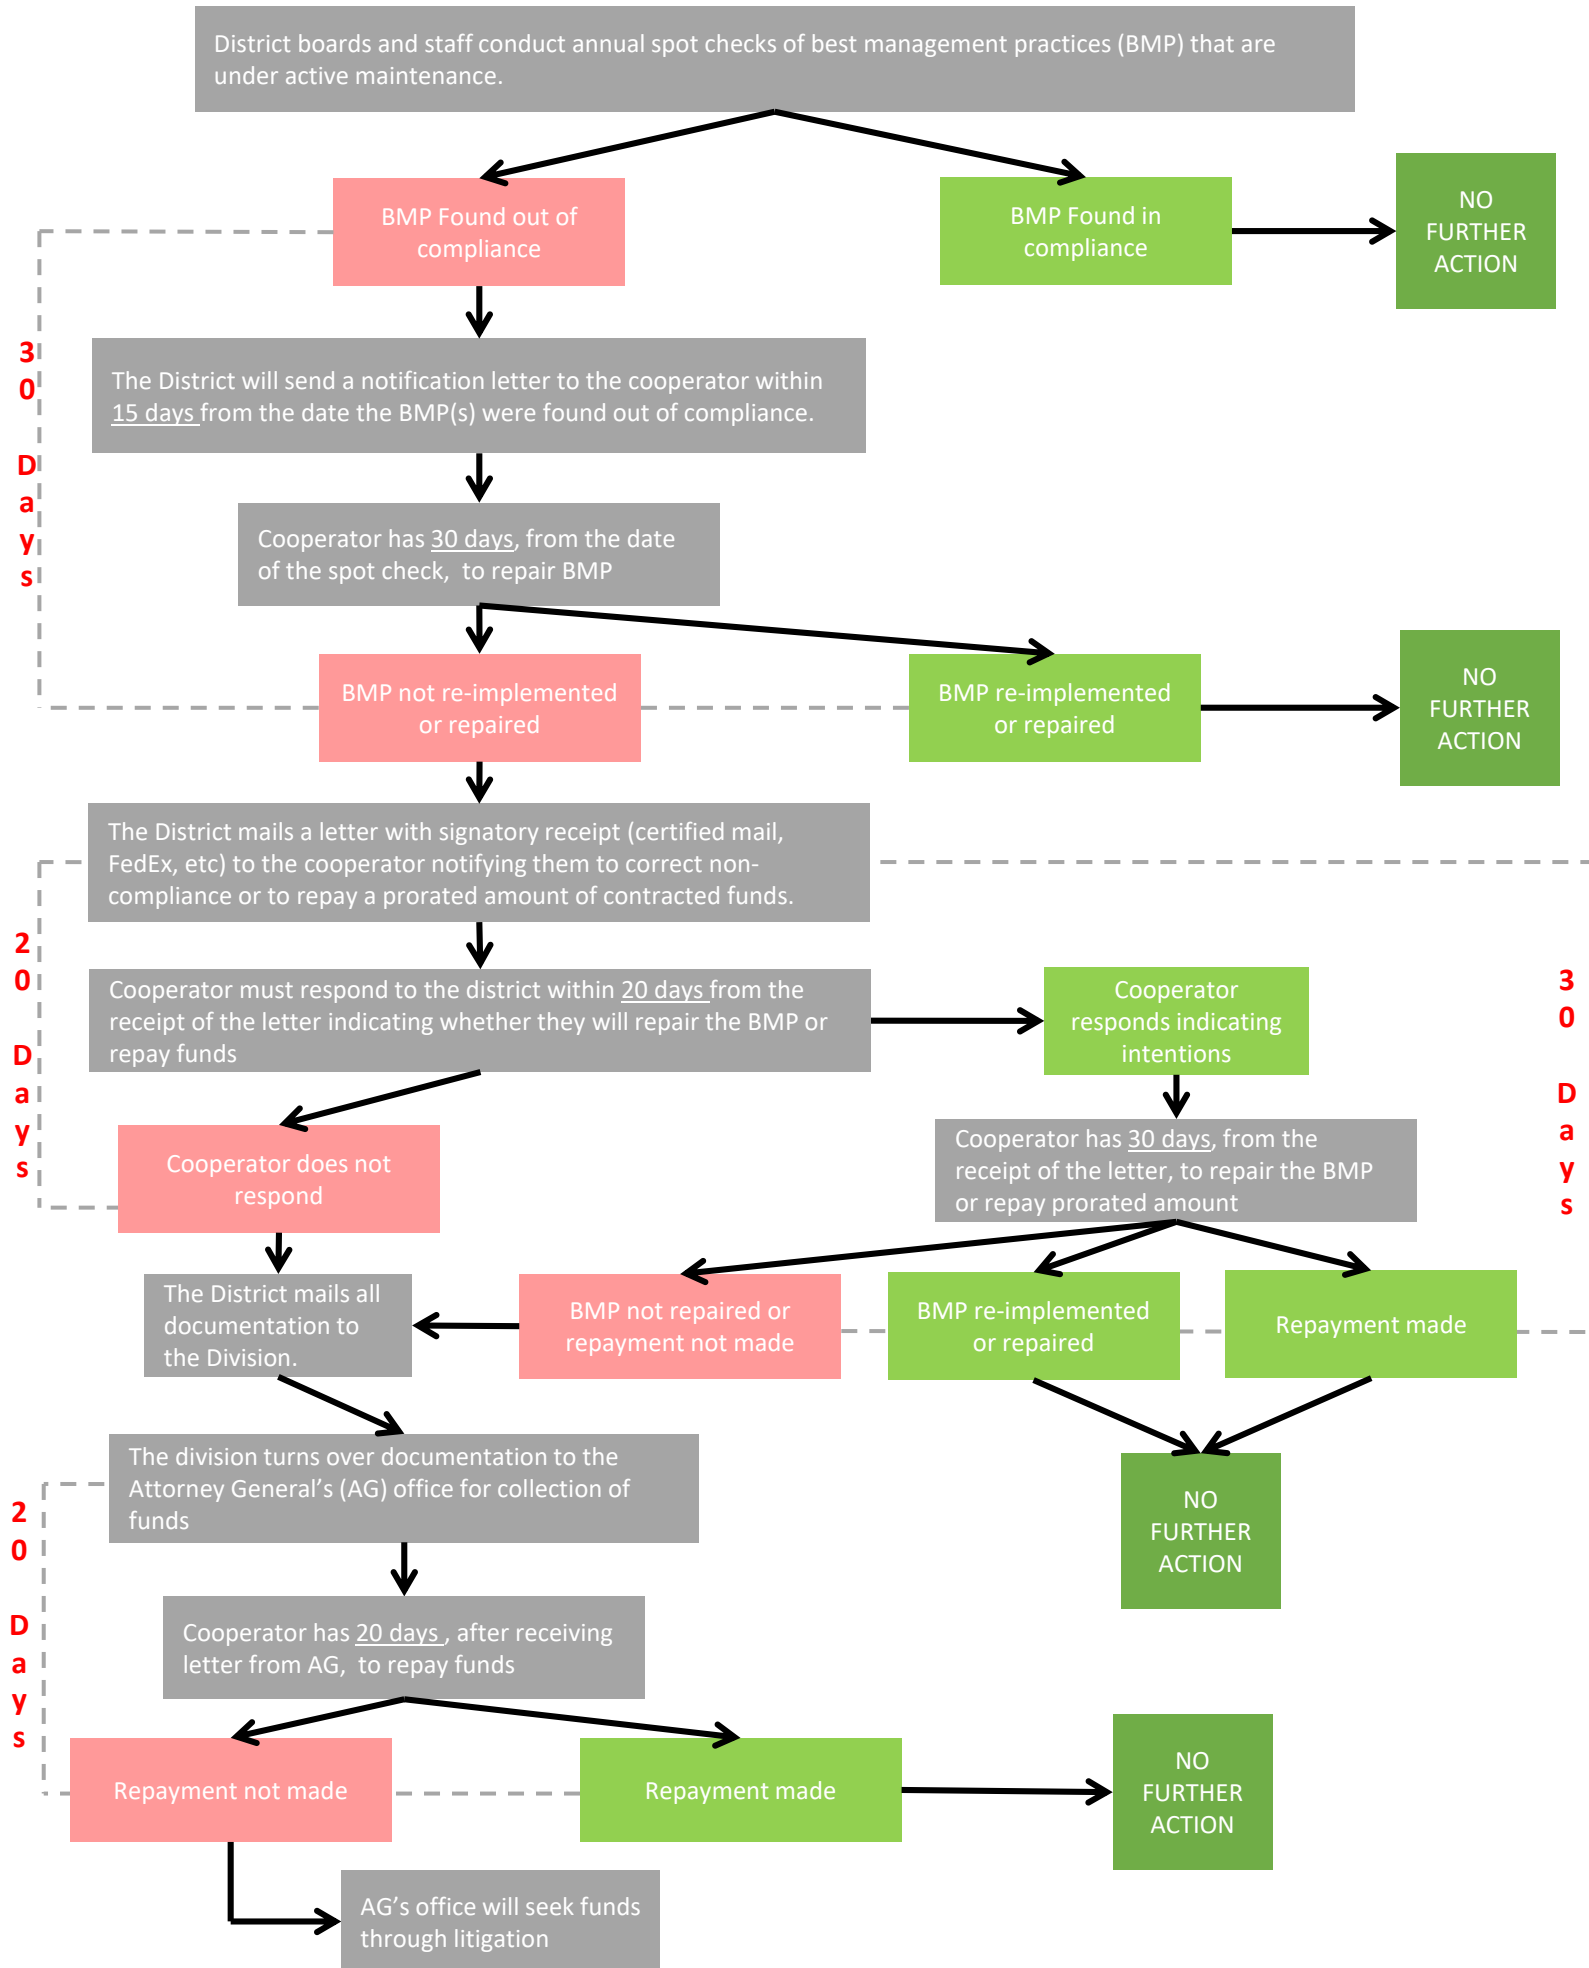 District boards and staff conduct annual spot checks of best management practices (BMP) that are
under active maintenance.
BMP Found out of
compliance
BMP Found in
compliance
NO
FURTHER
ACTION
30 Days
The District will send a notification letter to the cooperator within
15 days from the date the BMP(s) were found out of compliance.
Cooperator has 30 days, from the date
of the spot check, to repair BMP
BMP not re-implemented
or repaired
BMP re-implemented
or repaired
NO
FURTHER
ACTION
The District mails a letter with signatory receipt (certified mail,
FedEx, etc) to the cooperator notifying them to correct non-
compliance or to repay a prorated amount of contracted funds.
20 Days
Cooperator must respond to the district within 20 days from the
receipt of the letter indicating whether they will repair the BMP or
repay funds
Cooperator
responds indicating
intentions
30 Days
Cooperator does not
respond
Cooperator has 30 days, from the
receipt of the letter, to repair the BMP
or repay prorated amount
The District mails all
documentation to
the Division.
BMP not repaired or
repayment not made
BMP re-implemented
or repaired
Repayment made
The division turns over documentation to the
Attorney General's (AG) office for collection of
funds
NO
FURTHER
ACTION
20 Days
Cooperator has 20 days , after receiving
letter from AG, to repay funds
Repayment not made
Repayment made
NO
FURTHER
ACTION
AG's office will seek funds
through litigation